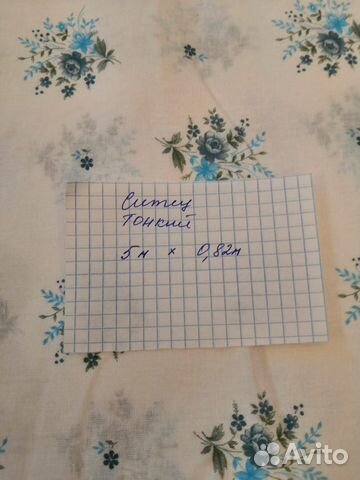 Ситец
тонкий
5м х 0,82м
Avito